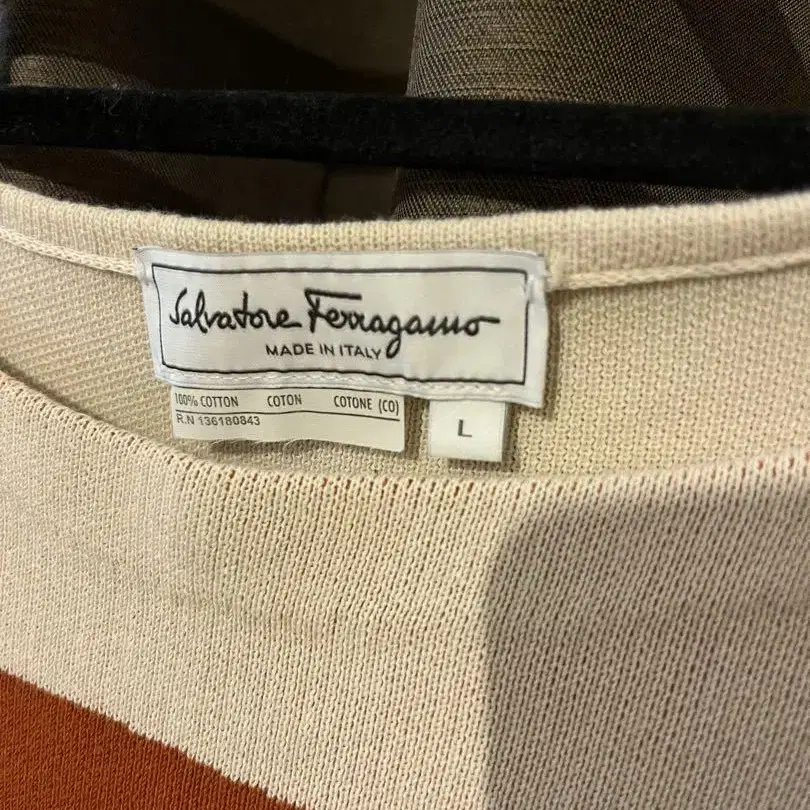 Salvatore Ferragamo
MADE IN ITALY
100% COTTON COTON COTONE (CO)
R.N 136180843
L